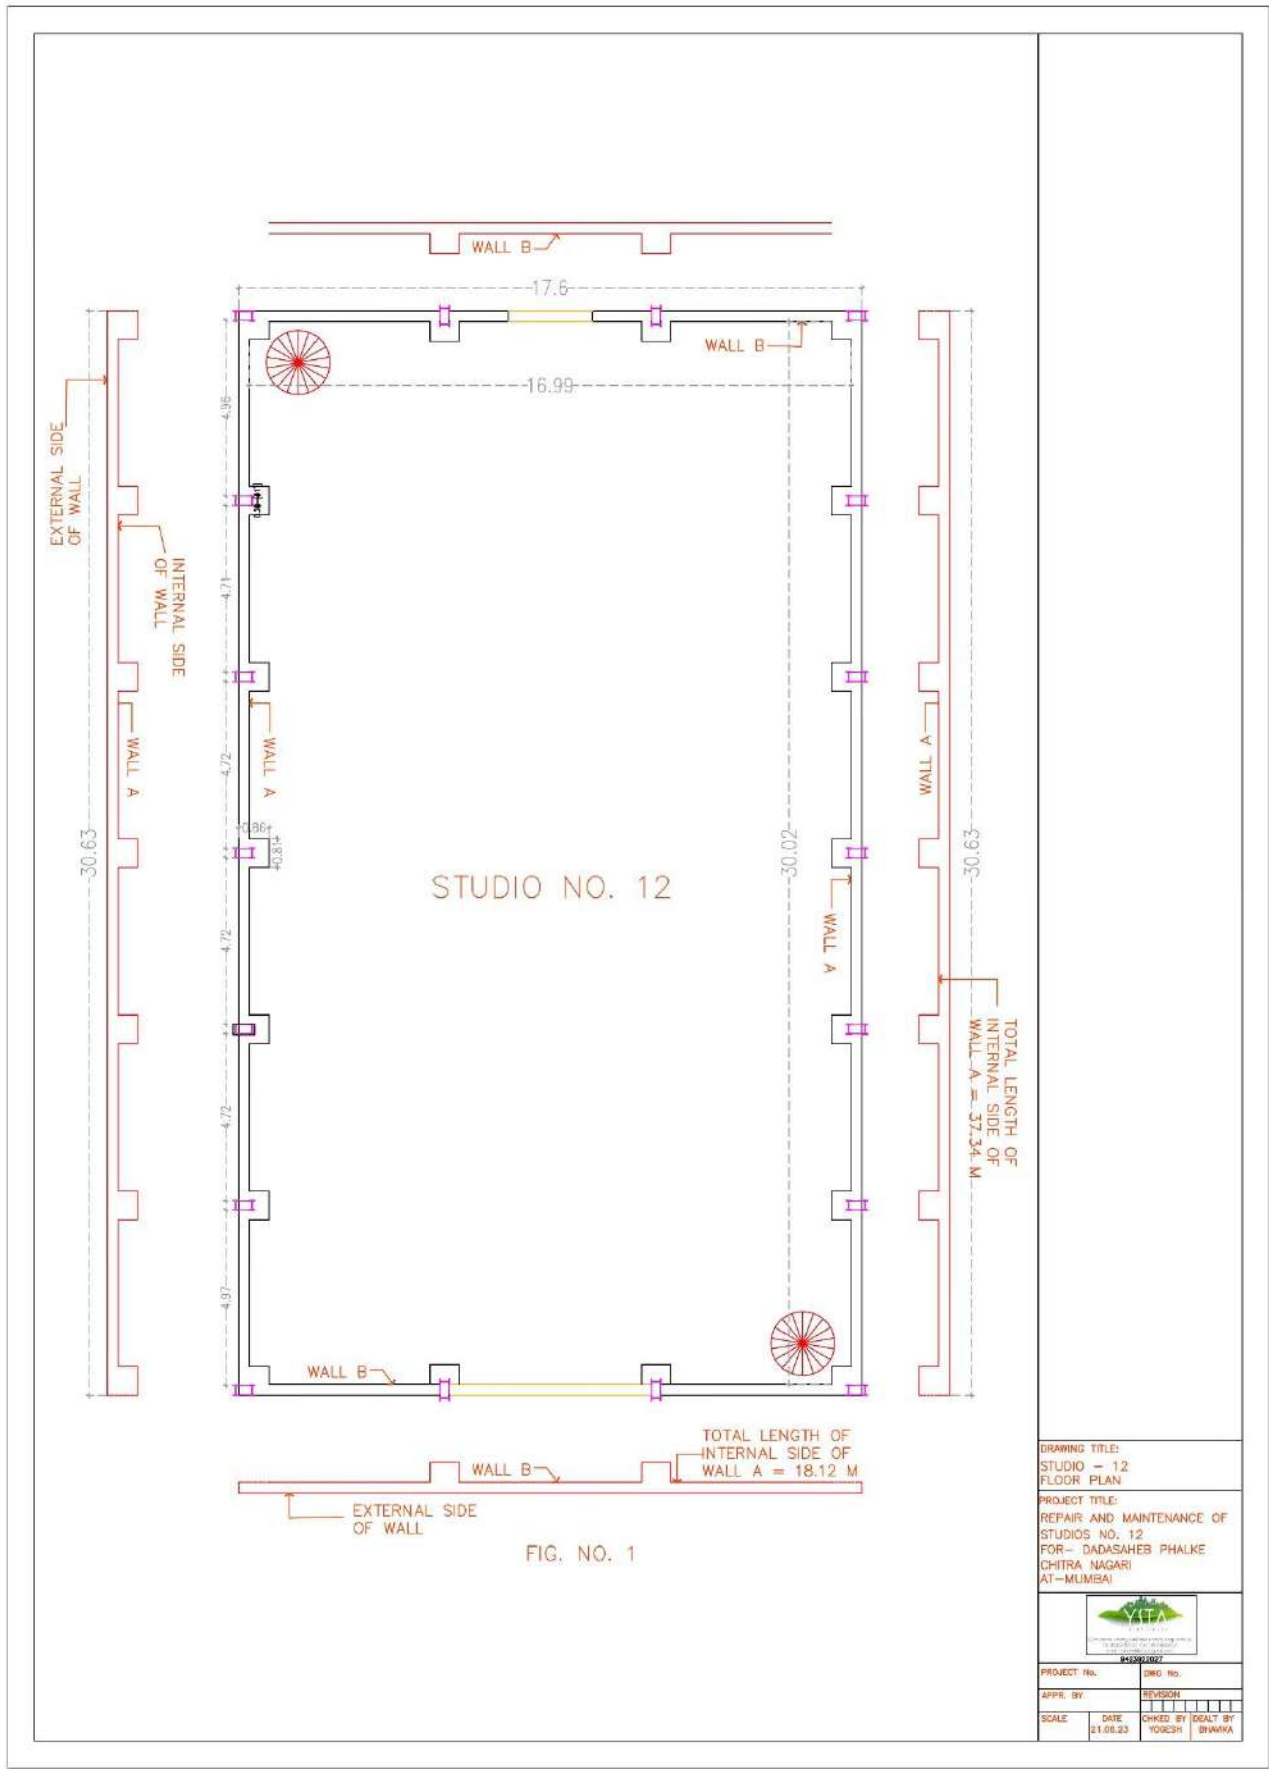 WALL B
17.6
WALL B
16.99
4.96
EXTERNAL SIDE
OF WALL
INTERNAL SIDE
OF WALL
4.71
WALL A
WALL A
4.72
WALL A
30.63
0.86
0.81
30.02
30.63
STUDIO NO. 12
WALL A
4.72
TOTAL LENGTH OF
INTERNAL SIDE OF
WALL A = 37.34 M
4.72
4.97
WALL B
TOTAL LENGTH OF
INTERNAL SIDE OF
WALL A = 18.12 M
WALL B
EXTERNAL SIDE
OF WALL
FIG. NO. 1
DRAWING TITLE:
STUDIO - 12
FLOOR PLAN
PROJECT TITLE:
REPAIR AND MAINTENANCE OF
STUDIOS NO. 12
FOR- DADASAHEB PHALKE
CHITRA NAGARI
AT-MUMBAI
YSTA
PROJECT No.
DWG No.
APPR. BY
REVISION
SCALE
DATE
21.06.23
CHKED BY
YOGESH
DEALT BY
BHAVIKA